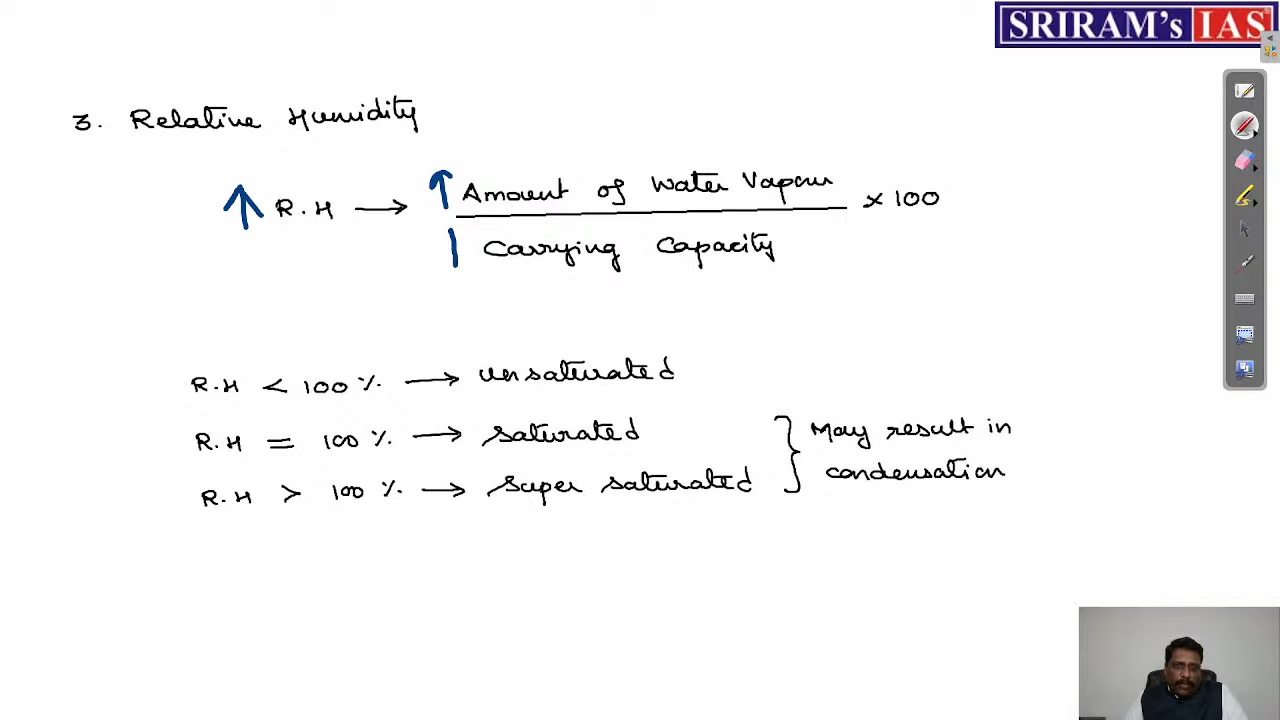 SRIRAM's IAS
3. Relative Humidity
↑ R.H → ↑ Amount of Water Vapour × 100
Carrying Capacity
R.H < 100 % → unsaturated
R.H = 100 % → saturated
R.H > 100 % → super saturated
May result in
condensation